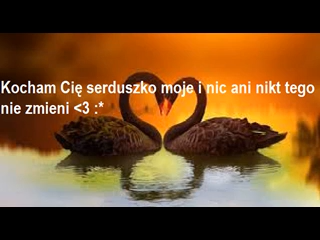 Kocham Cię serduszko moje i nic ani nikt tego
nie zmieni <3 :*